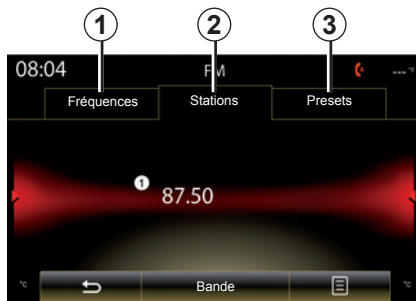 1 2 3
08:04 FM ---°F
Fréquences Stations Presets
1 87.50
°C Bande °C